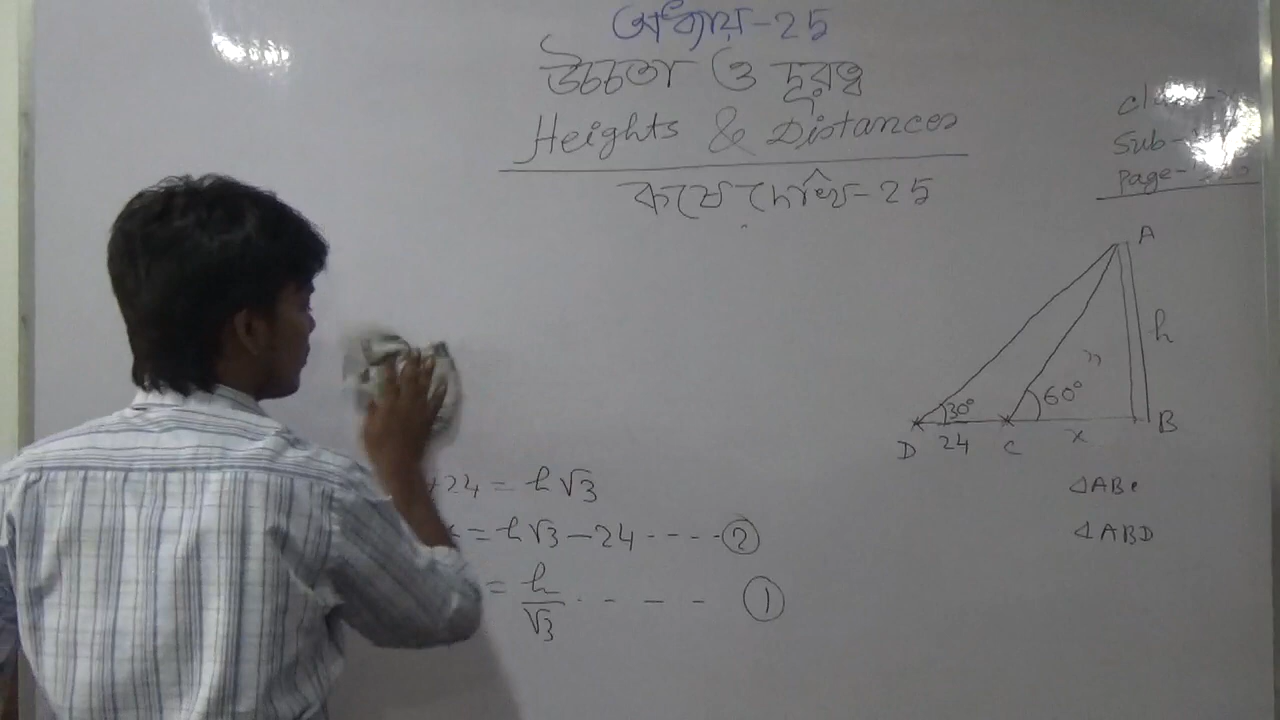 অধ্যায়-25
উচ্চতা ও দূরত্ব
Heights & Distances
কষে দেখি-25
Sub-
Page-
A
h
60°
30°
D 24 C x B
△ABC
△ABD
+24 = h√3
= h√3 - 24 ---- ②
= h/√3 - - - - ①